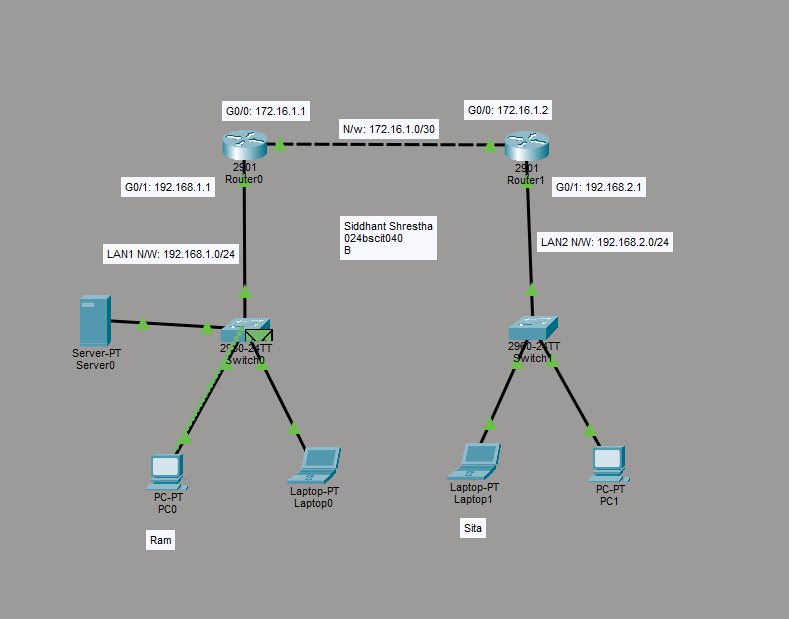 G0/0: 172.16.1.1
G0/0: 172.16.1.2
N/w: 172.16.1.0/30
2901
Router0
2901
Router1
G0/1: 192.168.1.1
G0/1: 192.168.2.1
Siddhant Shrestha
024bscit040
B
LAN1 N/W: 192.168.1.0/24
LAN2 N/W: 192.168.2.0/24
Server-PT
Server0
2960-24TT
Switch0
2960-24TT
Switch1
PC-PT
PC0
Laptop-PT
Laptop0
Laptop-PT
Laptop1
PC-PT
PC1
Ram
Sita